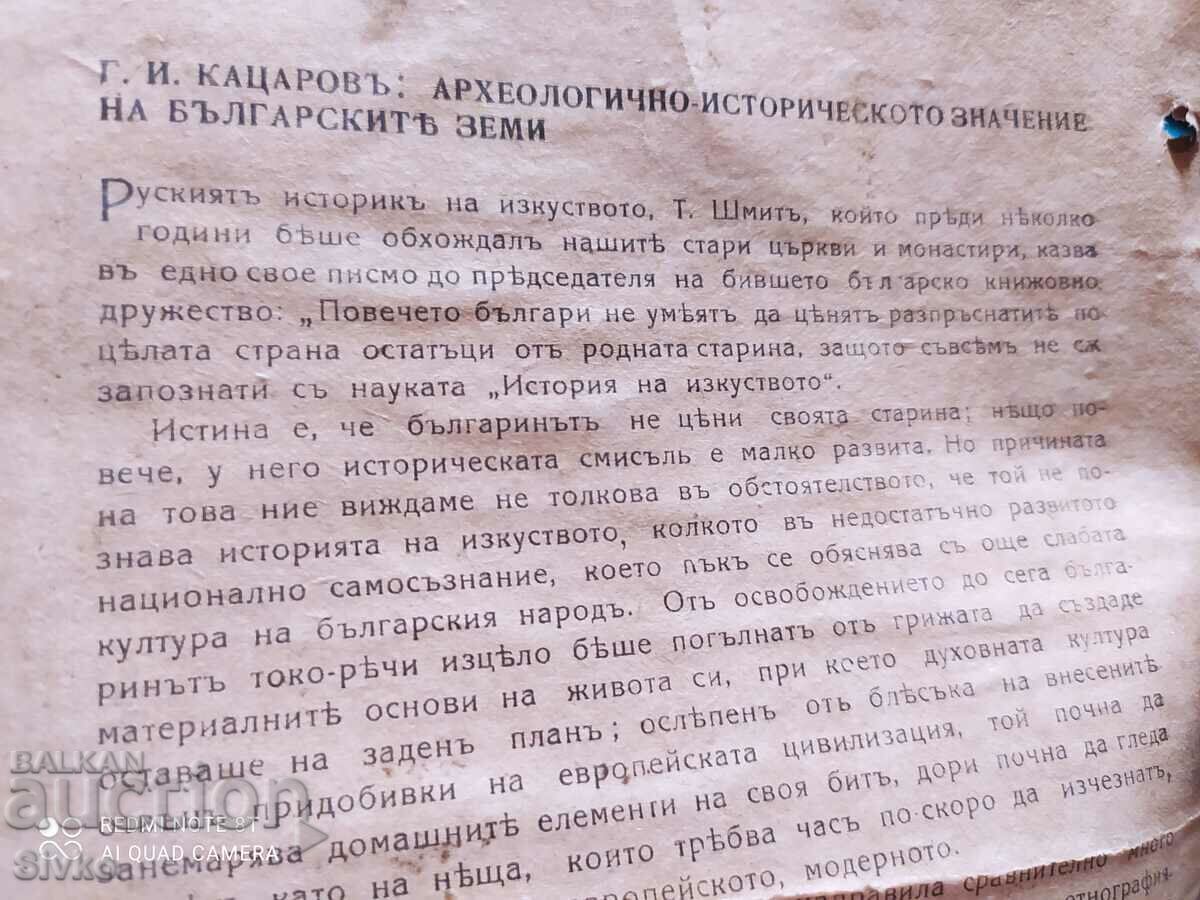 Г. И. КАЦАРОВЪ: АРХЕОЛОГИЧНО-ИСТОРИЧЕСКОТО ЗНАЧЕНИЕ
НА БЪЛГАРСКИТѢ ЗЕМИ
Рускиятъ историкъ на изкуството, Т. Шмитъ, който прѣди нѣколко
години бѣше обхождалъ нашитѣ стари църкви и монастири, казва
въ едно свое писмо до прѣдседателя на бившето българско книжовно
дружество: „Повечето българи не умѣятъ да цѣнятъ разпръснатитѣ по
цѣлата страна остатъци отъ родната старина, защото съвсѣмъ не сѫ
запознати съ науката „История на изкуството“.
Истина е, че българинътъ не цѣни своята старина; нѣщо по-
вече, у него историческата смисъль е малко развита. Но причината
на това ние виждаме не толкова въ обстоятелството, че той не по-
знава историята на изкуството, колкото въ недостатъчно развитото
национално самосъзнание, което пъкъ се обяснява съ още слабата
култура на българския народъ. Отъ освобождението до сега бълга-
ринътъ токо-рѣчи изцѣло бѣше погълнатъ отъ грижата да създаде
материалнитѣ основи на живота си, при което духовната култура
оставаше на заденъ планъ; ослѣпенъ отъ блѣсъка на внесенитѣ
придобивки на европейската цивилизация, той почна да
занемарява домашнитѣ елементи на своя битъ, дори почна да гледа
като на нѣща, които трѣбва часъ по-скоро да изчезнатъ,
модерното.
сравнително много
BALKAN
auction
REDMI NOTE 8T
AI QUAD CAMERA